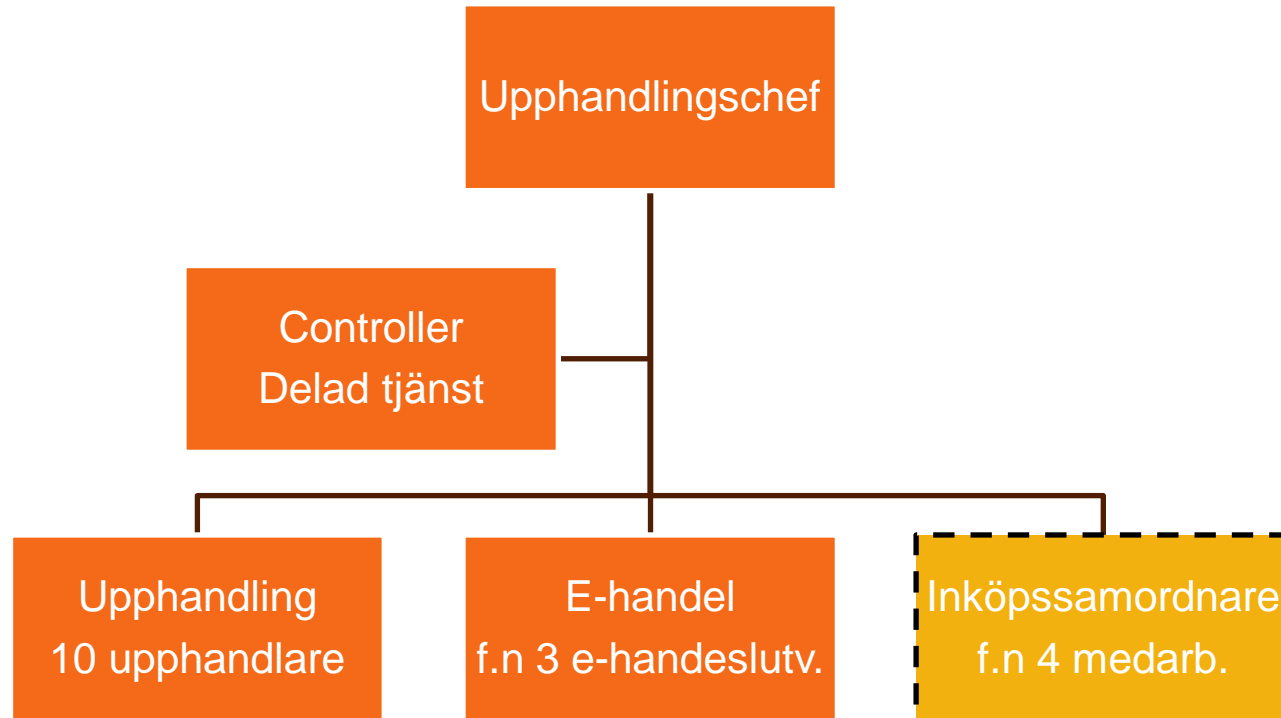 Upphandlingschef
Controller
Delad tjänst
Upphandling
10 upphandlare
E-handel
f.n 3 e-handeslutv.
Inköpssamordnare
f.n 4 medarb.